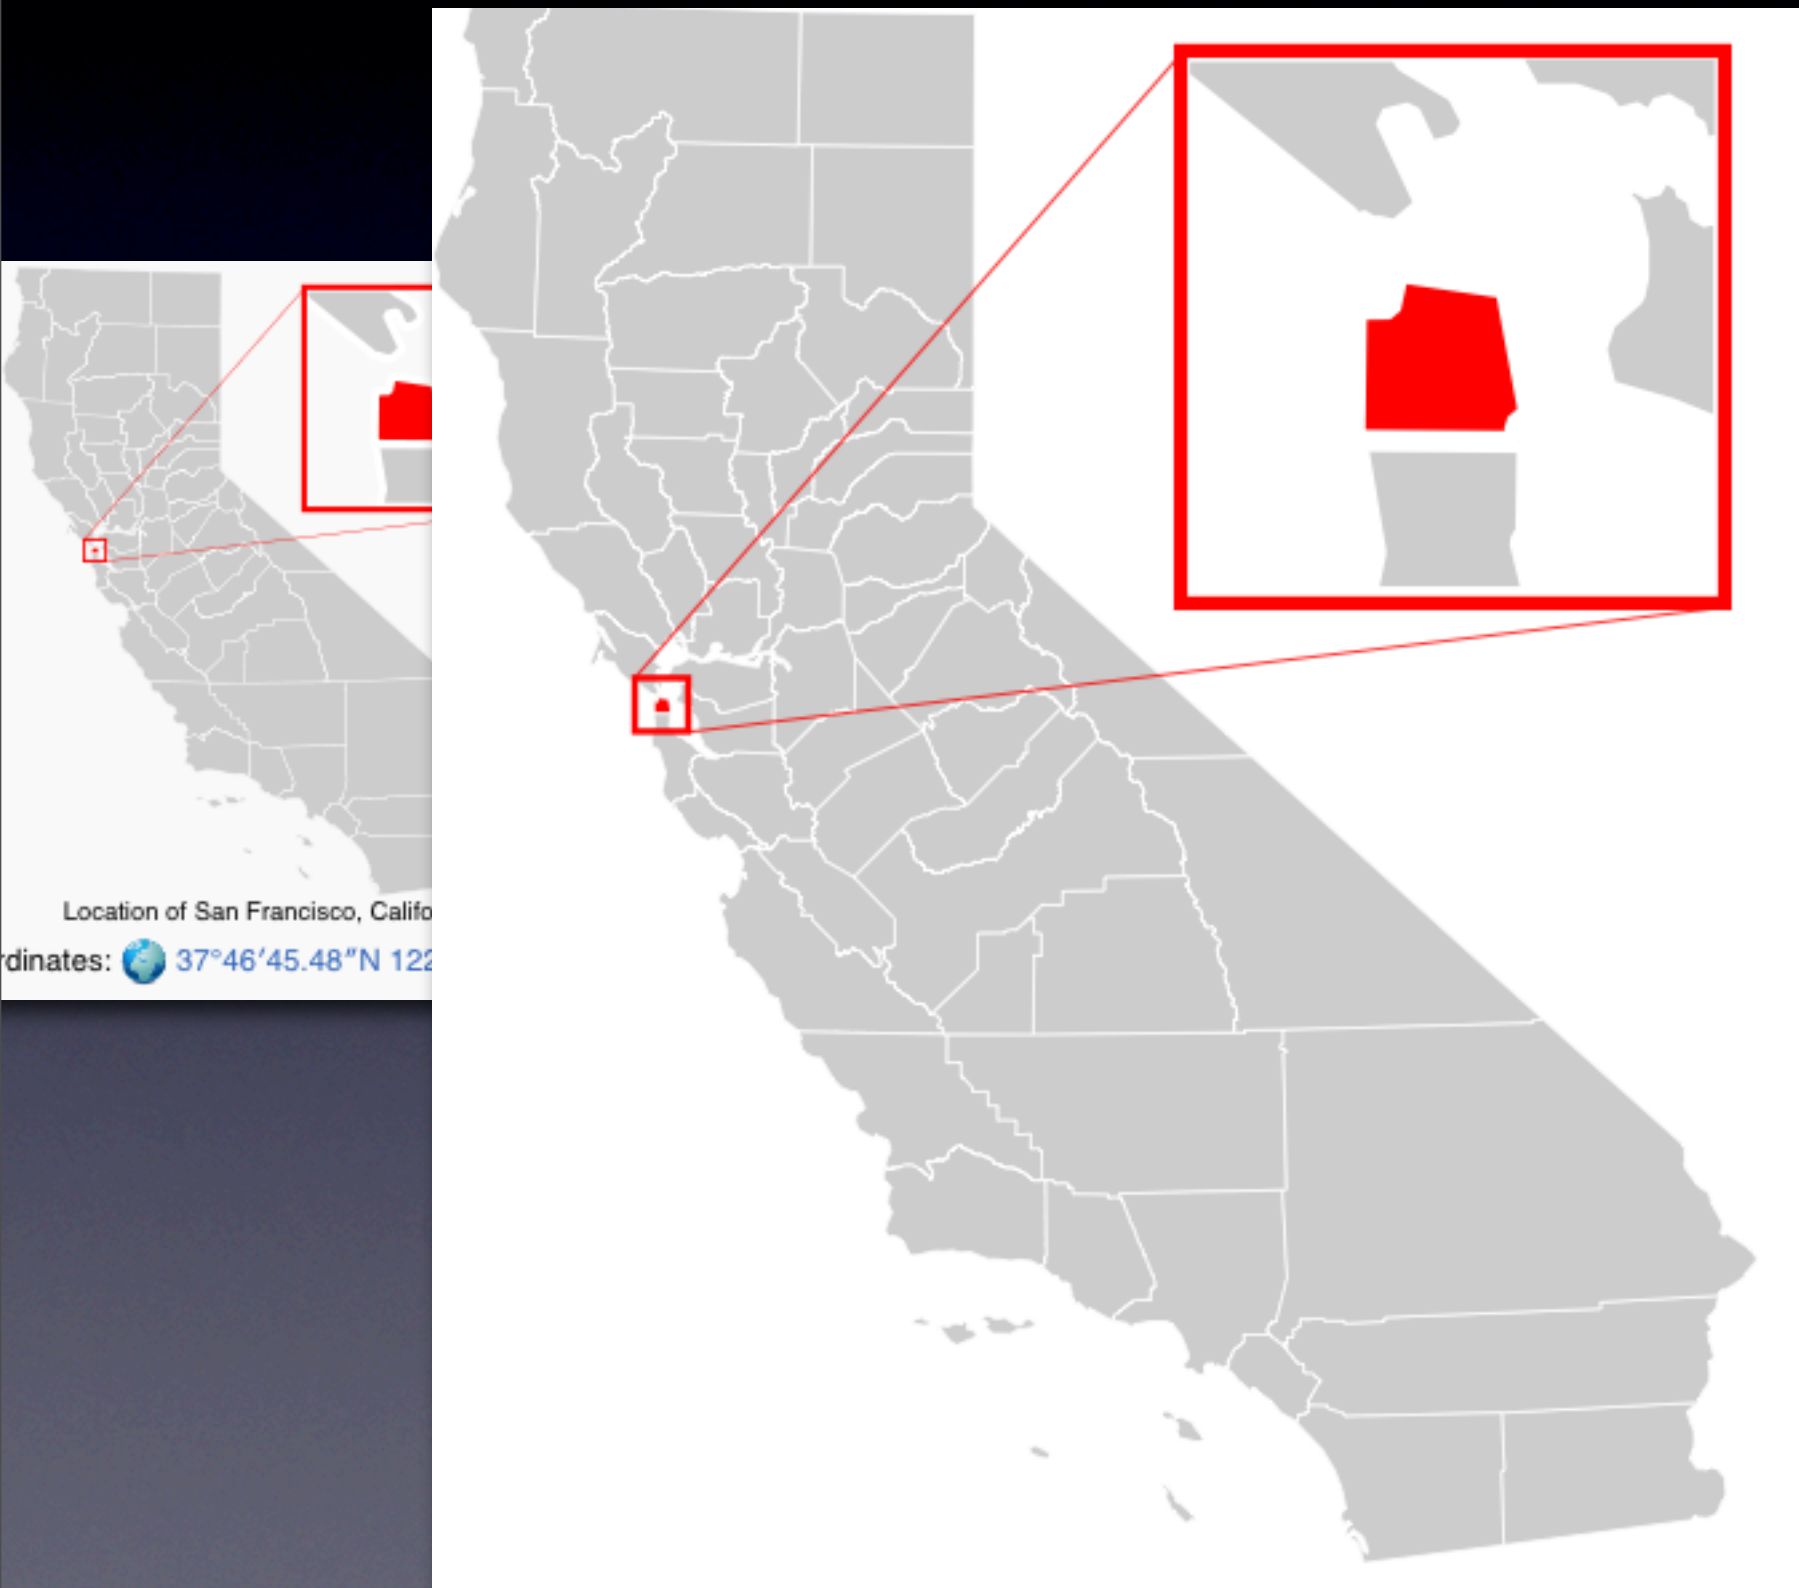 Location of San Francisco, Califo
rdinates: 37°46′45.48″N 122